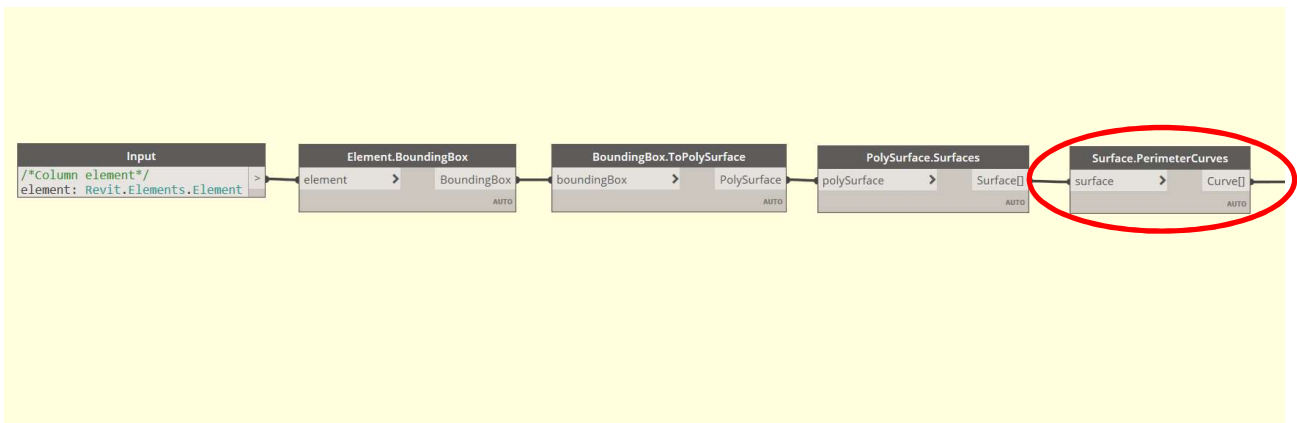 Input
/*Column element*/
element: Revit.Elements.Element >
Element.BoundingBox
element > BoundingBox
AUTO
BoundingBox.ToPolySurface
boundingBox > PolySurface
AUTO
PolySurface.Surfaces
polySurface > Surface[]
AUTO
Surface.PerimeterCurves
surface > Curve[]
AUTO